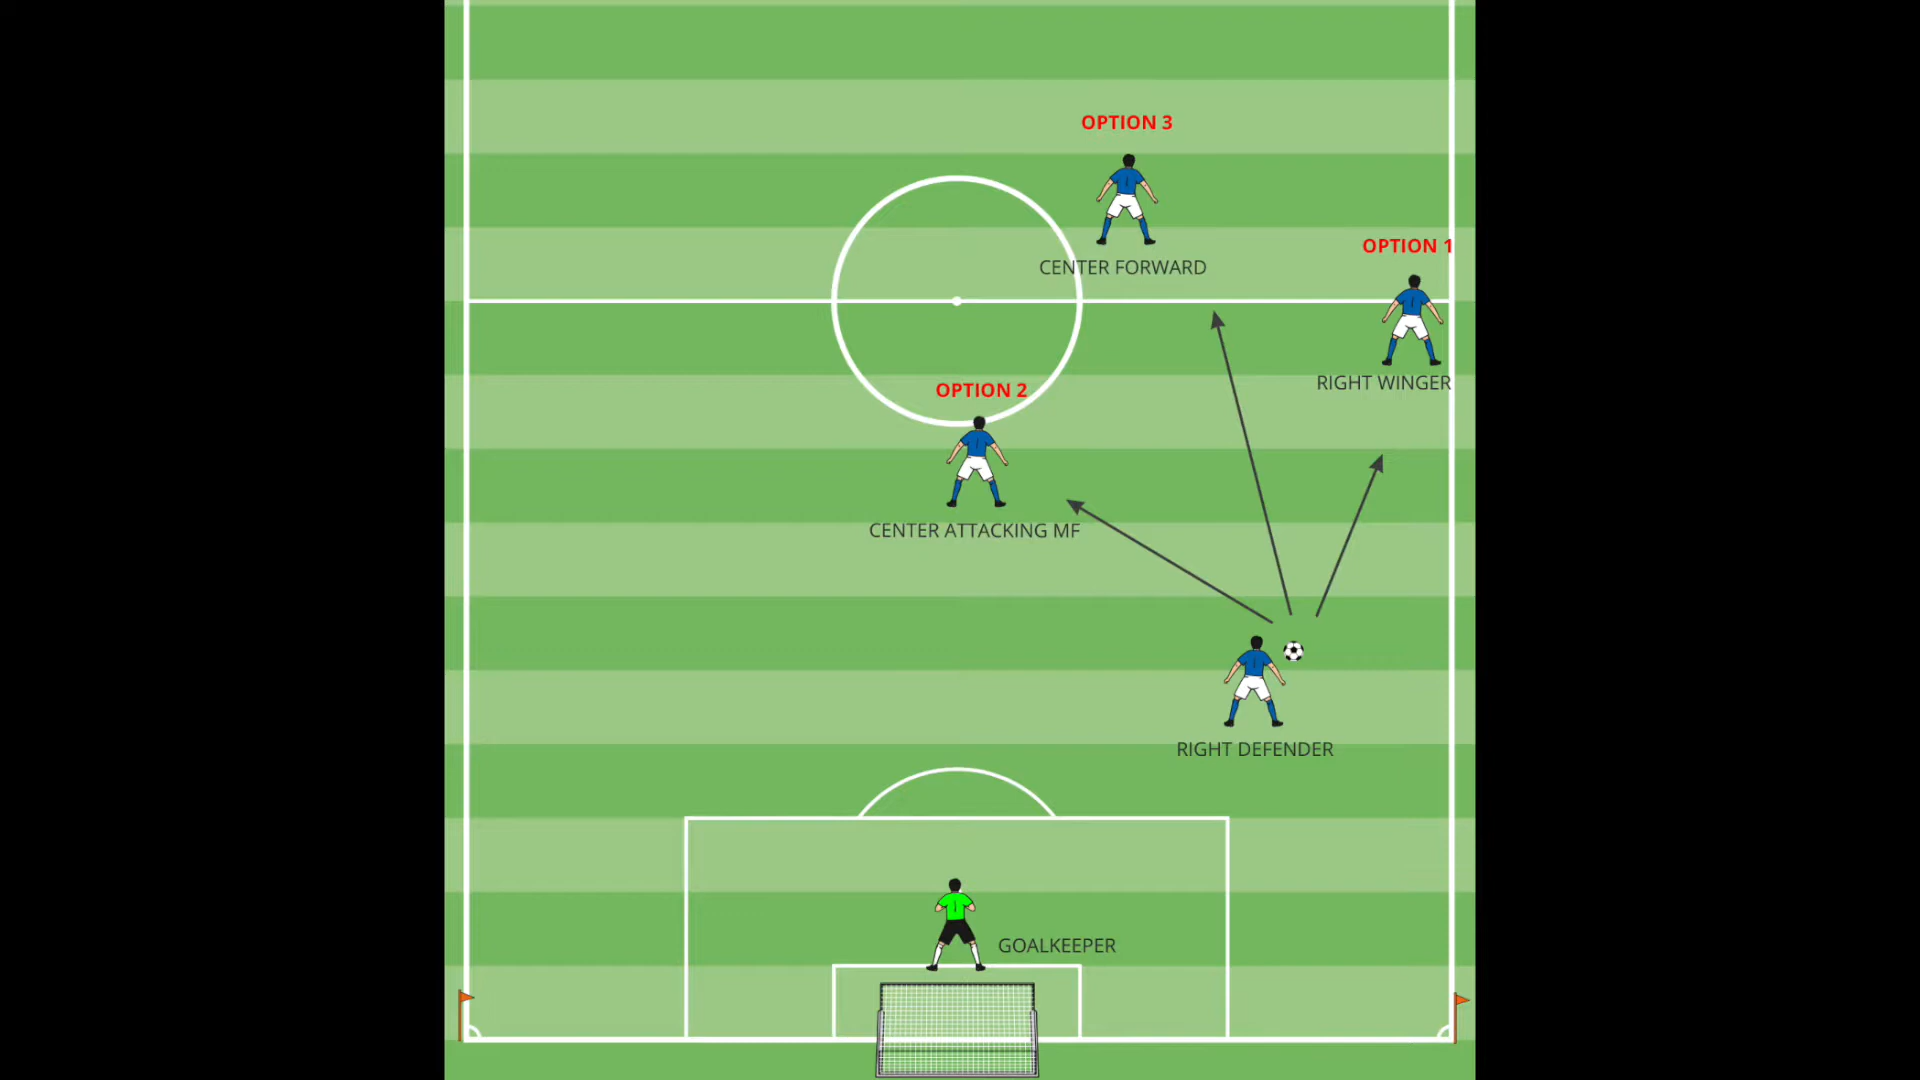 OPTION 3
CENTER FORWARD
OPTION 1
RIGHT WINGER
OPTION 2
CENTER ATTACKING MF
RIGHT DEFENDER
GOALKEEPER